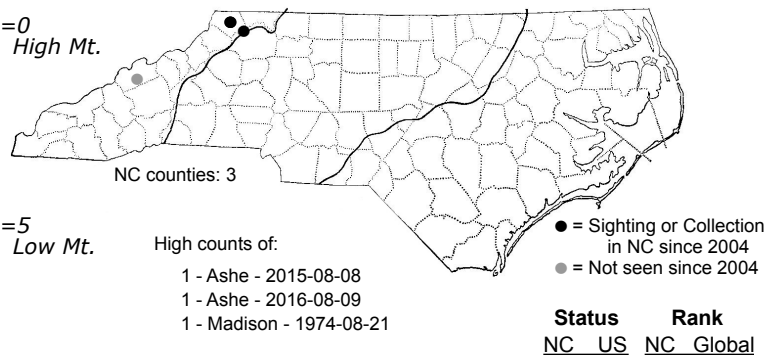 =0
High Mt.
NC counties: 3
=5
Low Mt.
High counts of:
1 - Ashe - 2015-08-08
1 - Ashe - 2016-08-09
1 - Madison - 1974-08-21
= Sighting or Collection
in NC since 2004
= Not seen since 2004
Status Rank
NC US NC Global